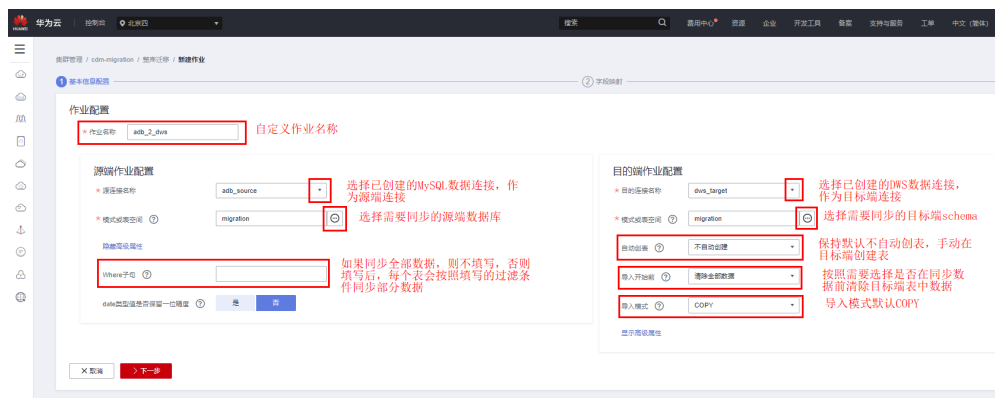 HUAWEI
华为云 控制台 北京四 搜索 费用中心 资源 企业 开发工具 备案 支持与服务 工单 中文 (简体)
集群管理 / cdm-migration / 整库迁移 / 新建作业
1 基本信息配置
2 字段映射
作业配置
* 作业名称 adb_2_dws 自定义作业名称
源端作业配置
* 源连接名称 adb_source 选择已创建的MySQL数据连接，作
为源端连接
* 模式或表空间 migration 选择需要同步的源端数据库
隐藏高级属性
Where子句
如果同步全部数据，则不填写，否则
填写后，每个表会按照填写的过滤条
件同步部分数据
date类型值是否保留一位精度 是 否
目的端作业配置
* 目的连接名称 dws_target 选择已创建的DWS数据连接，
作为目标端连接
* 模式或表空间 migration 选择需要同步的目标端schema
自动创表 不自动创建 保持默认不自动创表，手动在
目标端创建表
导入开始前 清除全部数据 按照需要选择是否在同步数
据前清除目标端表中数据
导入模式 COPY 导入模式默认COPY
显示高级属性
取消 下一步